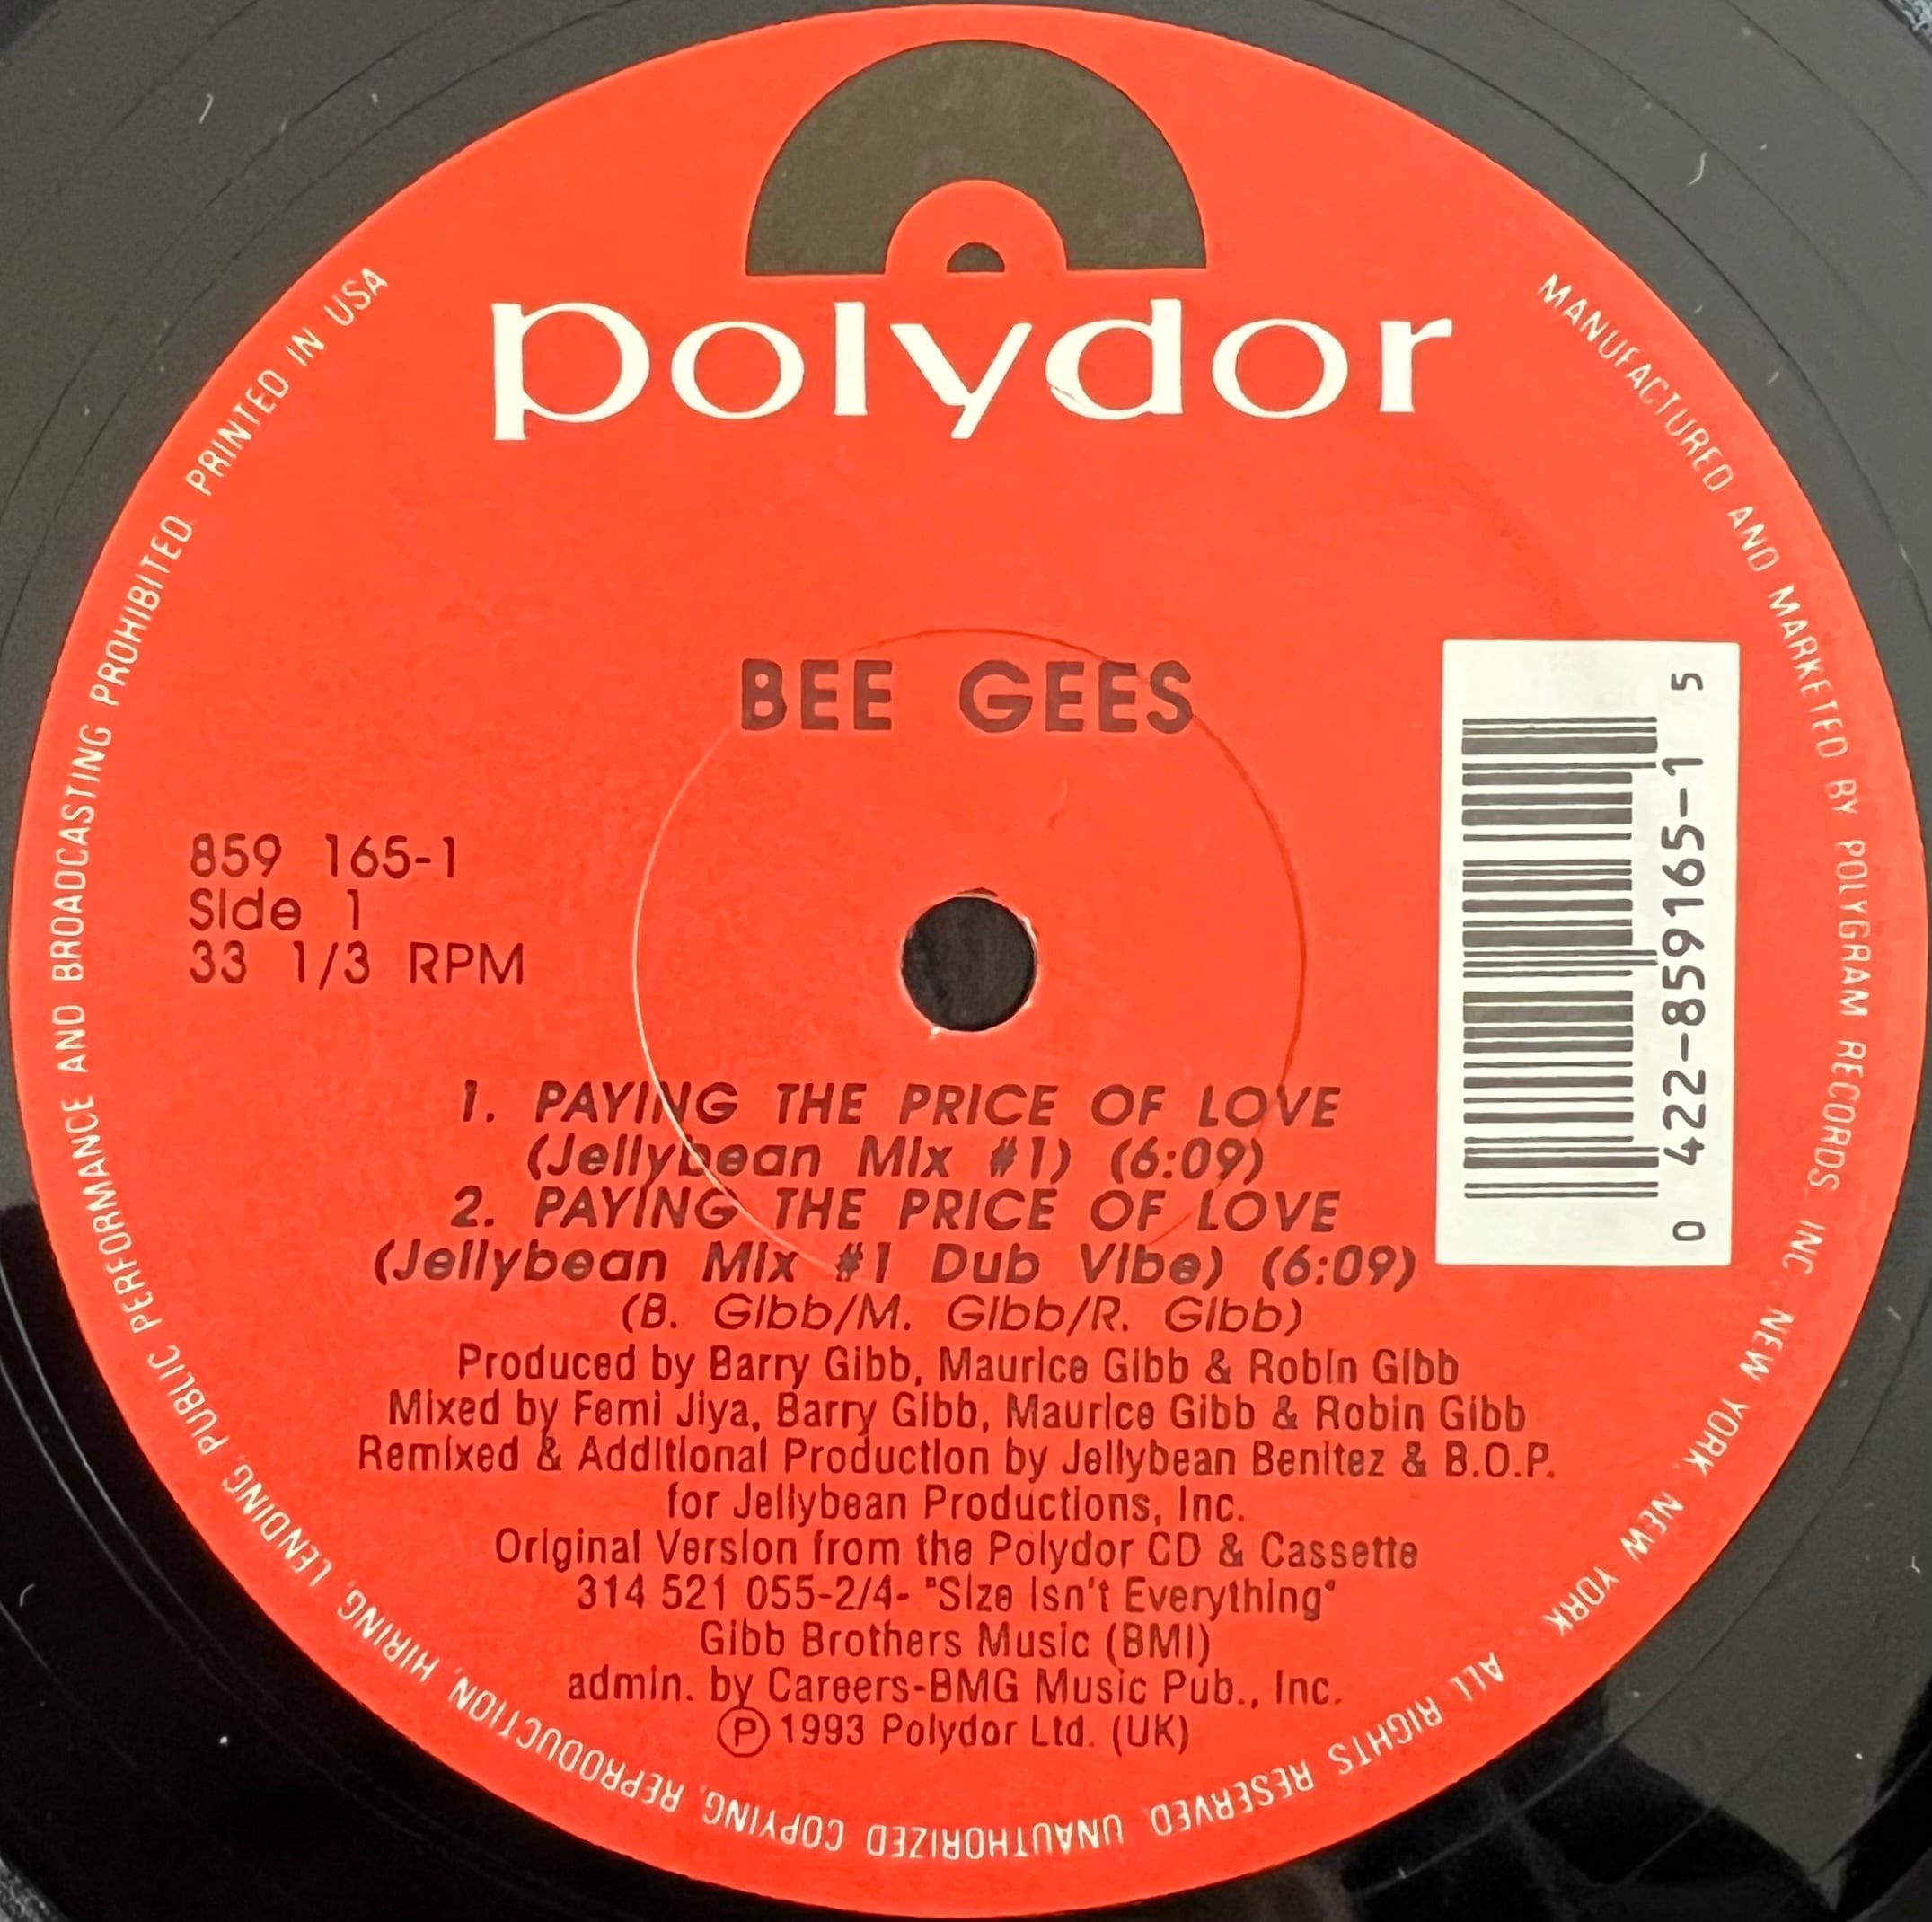 polydor
BEE GEES
859 165-1
Side 1
33 1/3 RPM
5
0 422-859165-1
1. PAYING THE PRICE OF LOVE
(Jellybean Mix #1) (6:09)
2. PAYING THE PRICE OF LOVE
(Jellybean Mix #1 Dub Vibe) (6:09)
(B. Gibb/M. Gibb/R. Gibb)
Produced by Barry Gibb, Maurice Gibb & Robin Gibb
Mixed by Femi Jiya, Barry Gibb, Maurice Gibb & Robin Gibb
Remixed & Additional Production by Jellybean Benitez & B.O.P.
for Jellybean Productions, Inc.
Original Version from the Polydor CD & Cassette
314 521 055-2/4- "Size Isn't Everything"
Gibb Brothers Music (BMI)
admin. by Careers-BMG Music Pub., Inc.
Ⓟ 1993 Polydor Ltd. (UK)
MANUFACTURED AND MARKETED BY POLYGRAM RECORDS, INC., NEW YORK, NEW YORK ALL RIGHTS RESERVED UNAUTHORIZED COPYING, REPRODUCTION, HIRING, LENDING, PUBLIC PERFORMANCE AND BROADCASTING PROHIBITED PRINTED IN USA